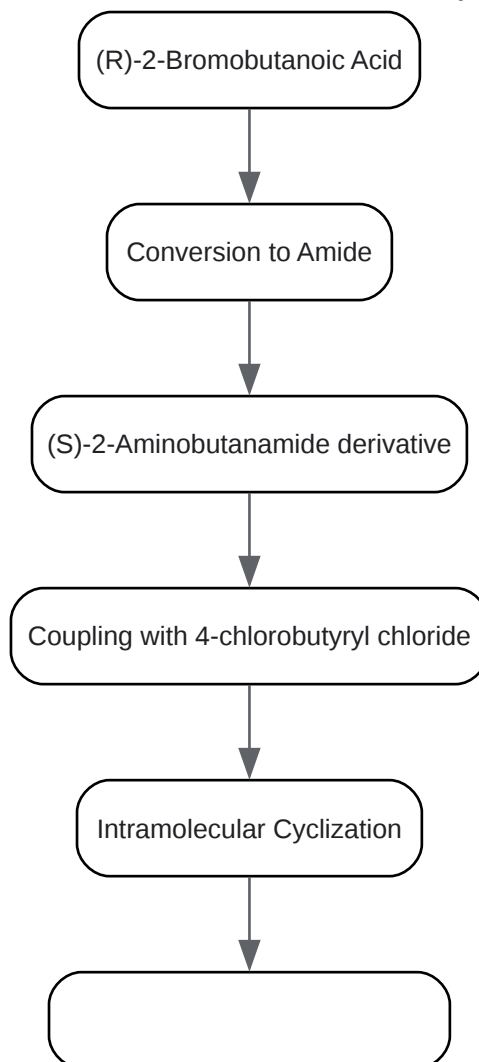 (R)-2-Bromobutanoic Acid
Conversion to Amide
(S)-2-Aminobutanamide derivative
Coupling with 4-chlorobutyryl chloride
Intramolecular Cyclization